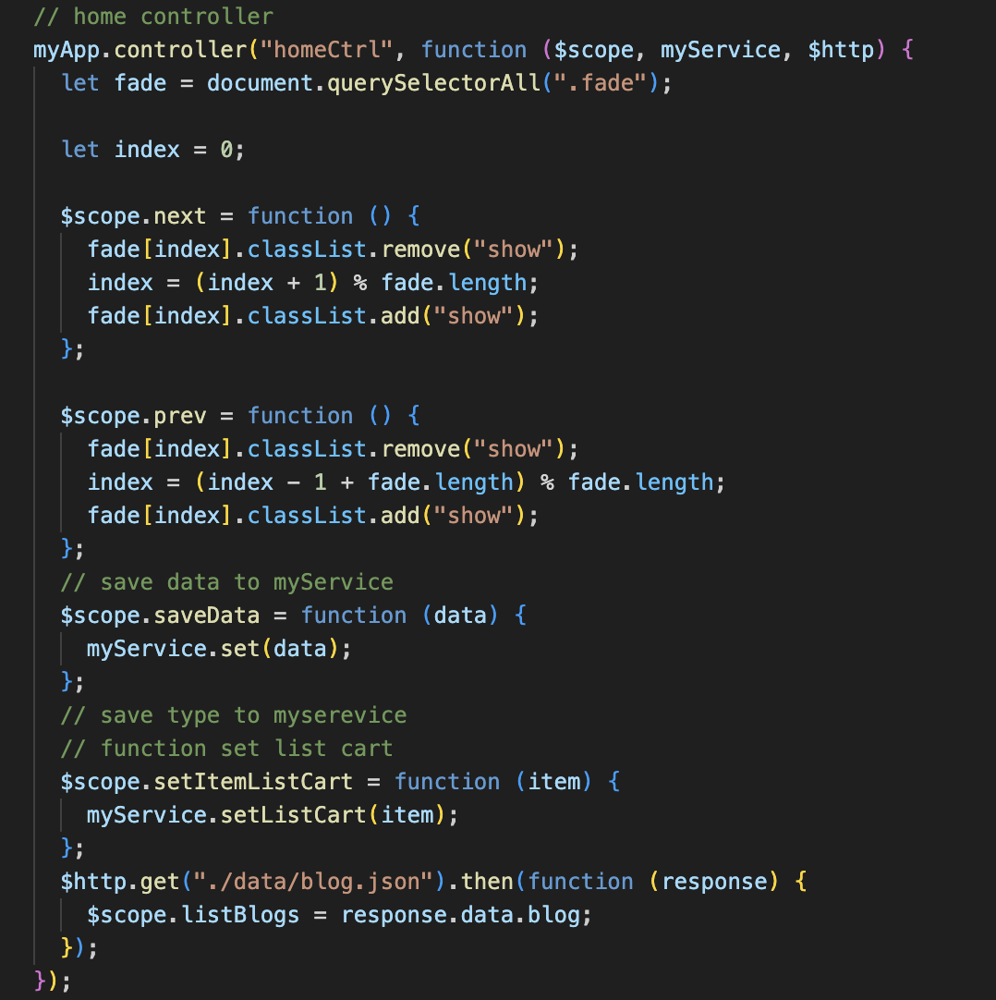 // home controller
myApp.controller("homeCtrl", function ($scope, myService, $http) {
  let fade = document.querySelectorAll(".fade");

  let index = 0;

  $scope.next = function () {
    fade[index].classList.remove("show");
    index = (index + 1) % fade.length;
    fade[index].classList.add("show");
  };

  $scope.prev = function () {
    fade[index].classList.remove("show");
    index = (index - 1 + fade.length) % fade.length;
    fade[index].classList.add("show");
  };
  // save data to myService
  $scope.saveData = function (data) {
    myService.set(data);
  };
  // save type to myserevice
  // function set list cart
  $scope.setItemListCart = function (item) {
    myService.setListCart(item);
  };
  $http.get("./data/blog.json").then(function (response) {
    $scope.listBlogs = response.data.blog;
  });
});